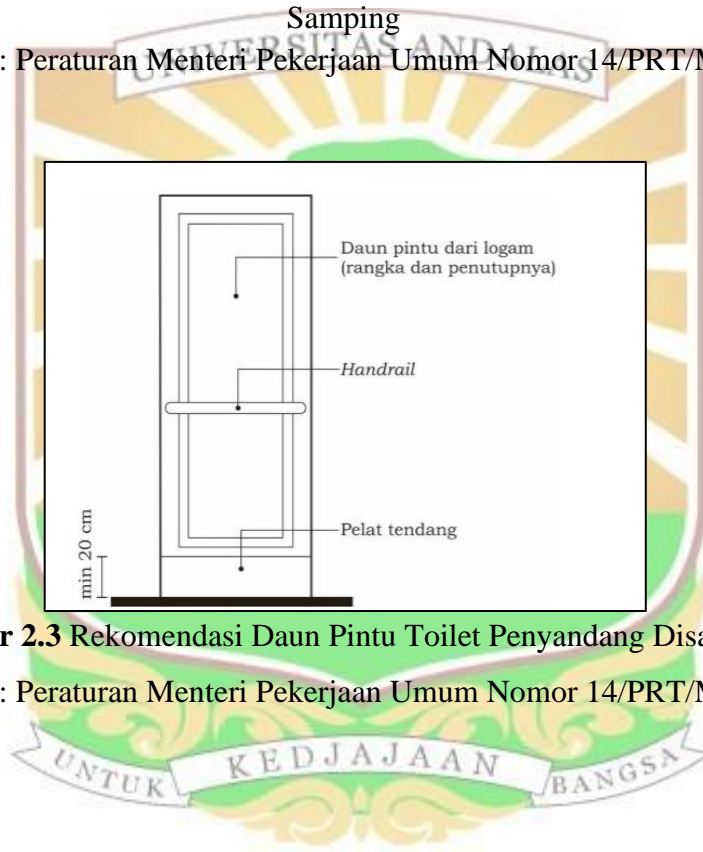 Samping
: Peraturan Menteri Pekerjaan Umum Nomor 14/PRT/M
UNIVERSITAS ANDALAS
Daun pintu dari logam
(rangka dan penutupnya)
Handrail
Pelat tendang
min 20 cm
r 2.3 Rekomendasi Daun Pintu Toilet Penyandang Disa
: Peraturan Menteri Pekerjaan Umum Nomor 14/PRT/M
UNTUK KEDJAJAAN BANGSA